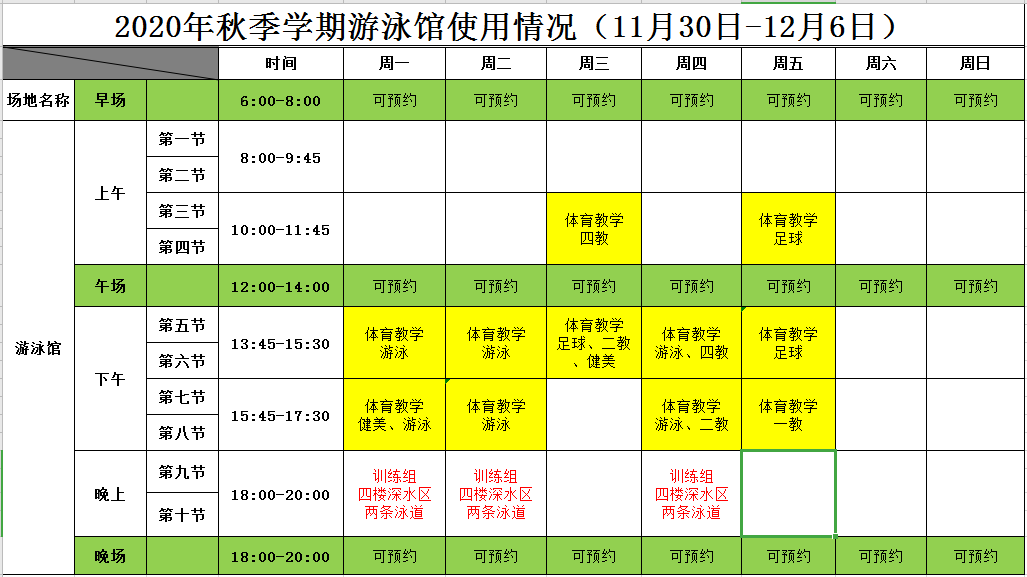 2020年秋季学期游泳馆使用情况（11月30日-12月6日）
时间 周一 周二 周三 周四 周五 周六 周日
场地名称 早场 6:00-8:00 可预约 可预约 可预约 可预约 可预约 可预约 可预约
游泳馆
上午
第一节
第二节
8:00-9:45
第三节
第四节
10:00-11:45
体育教学
四教
体育教学
足球
午场 12:00-14:00 可预约 可预约 可预约 可预约 可预约 可预约 可预约
下午
第五节
第六节
13:45-15:30
体育教学
游泳
体育教学
游泳
体育教学
足球、二教
、健美
体育教学
游泳、四教
体育教学
足球
第七节
第八节
15:45-17:30
体育教学
健美、游泳
体育教学
游泳
体育教学
游泳、二教
体育教学
一教
晚上
第九节
第十节
18:00-20:00
训练组
四楼深水区
两条泳道
训练组
四楼深水区
两条泳道
训练组
四楼深水区
两条泳道
晚场 18:00-20:00 可预约 可预约 可预约 可预约 可预约 可预约 可预约